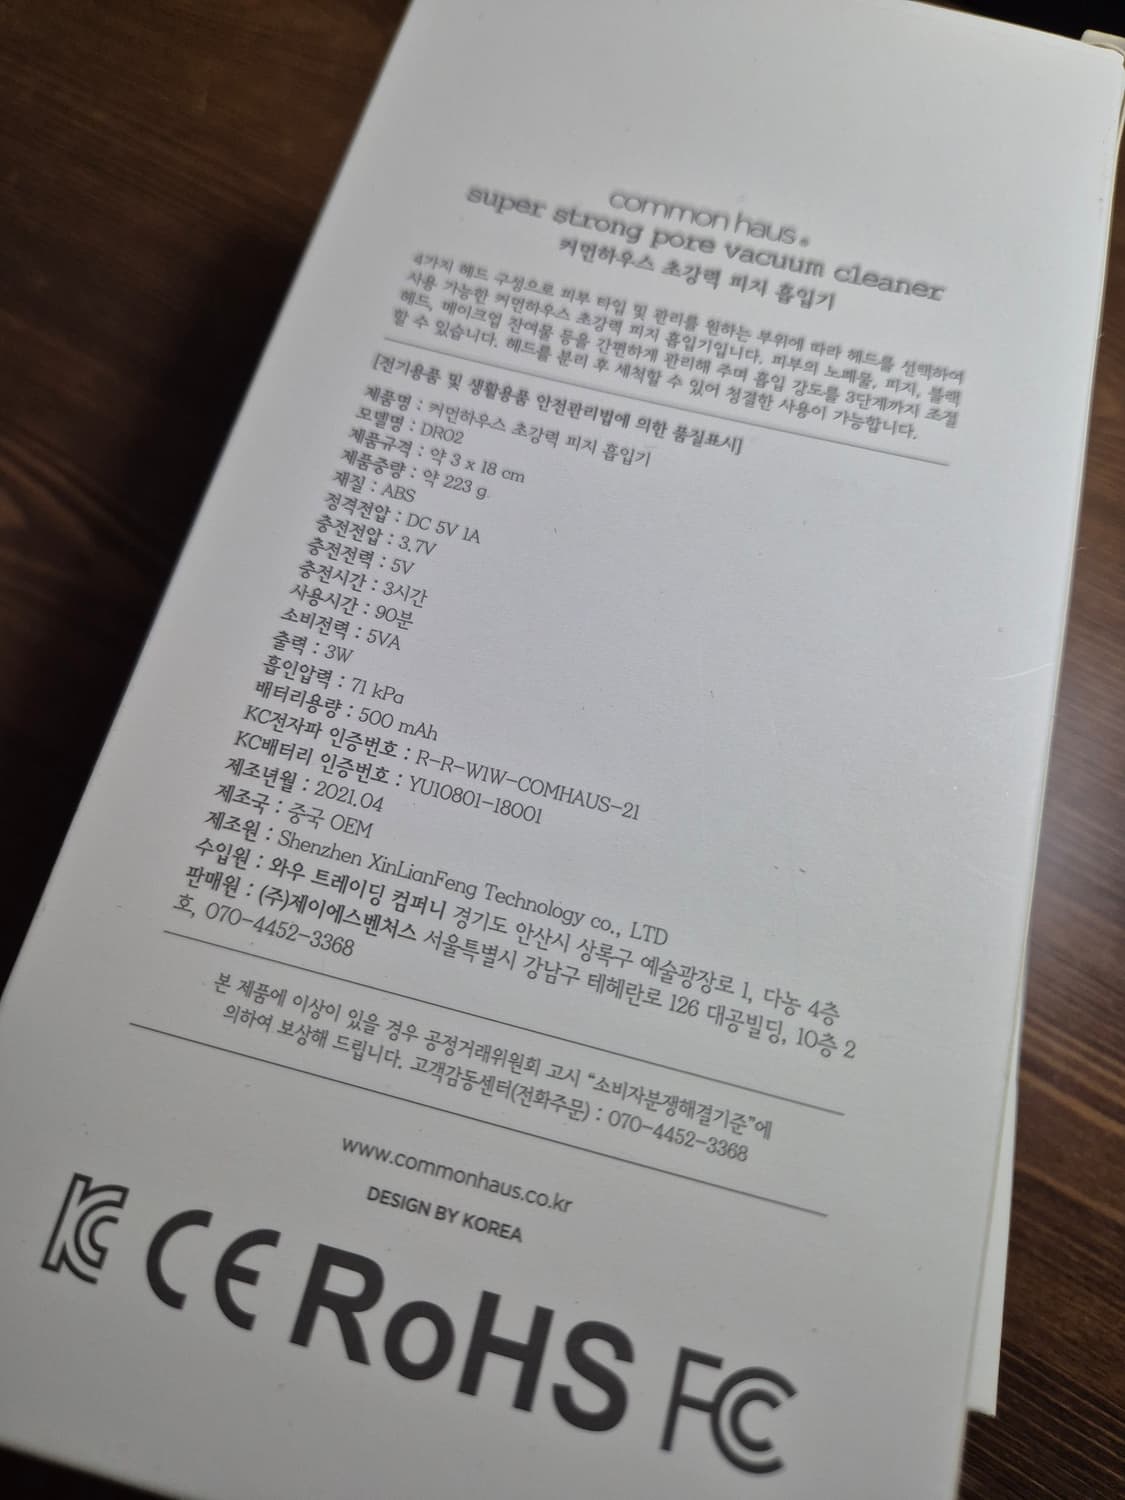 common haus®
super strong pore vacuum cleaner
커먼하우스 초강력 피지 흡입기
4가지 헤드 구성으로 피부 타입 및 관리를 원하는 부위에 따라 헤드를 선택하여
사용 가능한 커먼하우스 초강력 피지 흡입기입니다. 피부의 노폐물, 피지, 블랙
헤드, 메이크업 잔여물 등을 간편하게 관리해 주며 흡입 강도를 3단계까지 조절
할 수 있습니다. 헤드를 분리 후 세척할 수 있어 청결한 사용이 가능합니다.
[전기용품 및 생활용품 안전관리법에 의한 품질표시]
제품명 : 커먼하우스 초강력 피지 흡입기
모델명 : DR02
제품규격 : 약 3 x 18 cm
제품중량 : 약 223 g
재질 : ABS
정격전압 : DC 5V 1A
충전전압 : 3.7V
충전전력 : 5V
충전시간 : 3시간
사용시간 : 90분
소비전력 : 5VA
출력 : 3W
흡인압력 : 71 kPa
배터리용량 : 500 mAh
KC전자파 인증번호 : R-R-W1W-COMHAUS-21
KC배터리 인증번호 : YU10801-18001
제조년월 : 2021.04
제조국 : 중국 OEM
제조원 : Shenzhen XinLianFeng Technology co., LTD
수입원 : 와우 트레이딩 컴퍼니 경기도 안산시 상록구 예술광장로 1, 다농 4층
판매원 : (주)제이에스벤처스 서울특별시 강남구 테헤란로 126 대공빌딩, 10층 2
호, 070-4452-3368
본 제품에 이상이 있을 경우 공정거래위원회 고시 "소비자분쟁해결기준"에
의하여 보상해 드립니다. 고객감동센터(전화주문) : 070-4452-3368
www.commonhaus.co.kr
DESIGN BY KOREA
KC CE RoHS FC